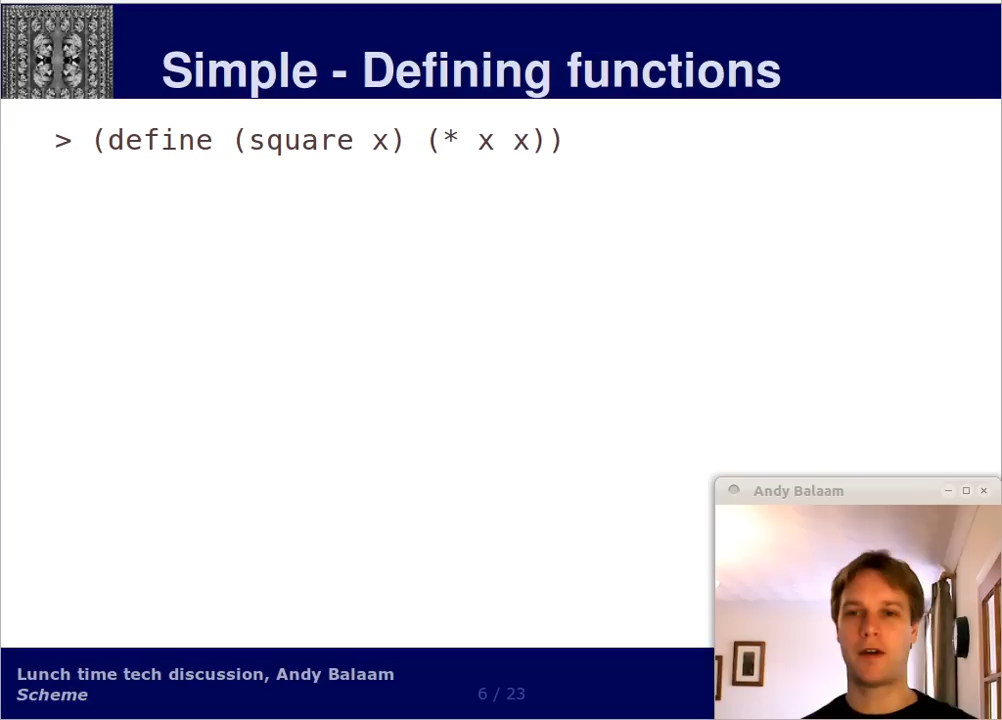 Simple - Defining functions
> (define (square x) (* x x))
Andy Balaam
Lunch time tech discussion, Andy Balaam
Scheme
6 / 23